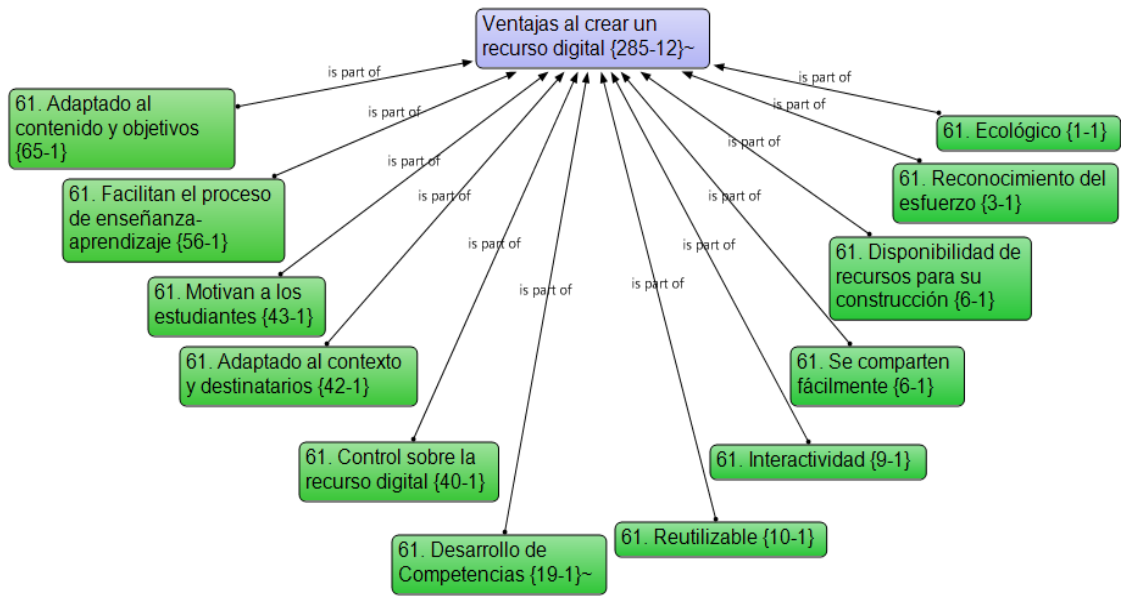 Ventajas al crear un
recurso digital {285-12}~
is part of
61. Adaptado al
contenido y objetivos
{65-1}
is part of
61. Facilitan el proceso
de enseñanza-
aprendizaje {56-1}
is part of
61. Motivan a los
estudiantes {43-1}
is part of
61. Adaptado al contexto
y destinatarios {42-1}
is part of
61. Control sobre la
recurso digital {40-1}
is part of
61. Desarrollo de
Competencias {19-1}~
is part of
61. Reutilizable {10-1}
is part of
61. Interactividad {9-1}
is part of
61. Se comparten
fácilmente {6-1}
is part of
61. Disponibilidad de
recursos para su
construcción {6-1}
is part of
61. Reconocimiento del
esfuerzo {3-1}
is part of
61. Ecológico {1-1}